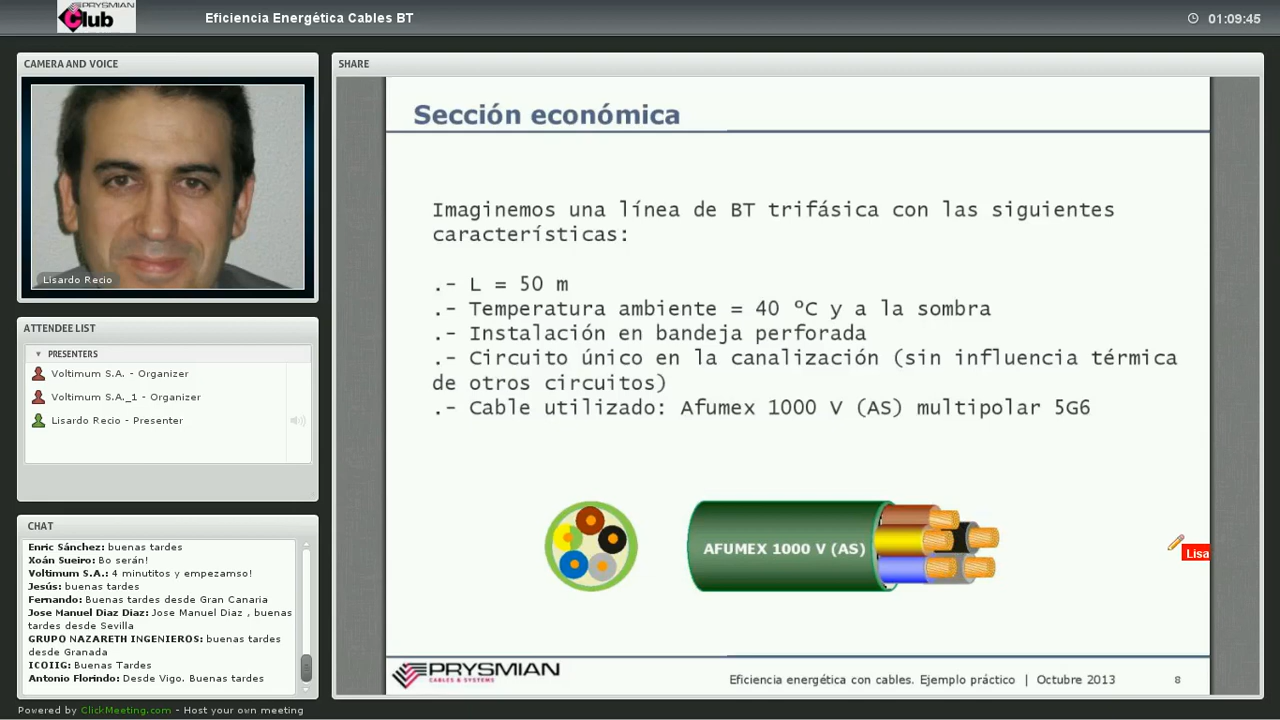 PRYSMIAN
Club
Eficiencia Energética Cables BT
01:09:45
CAMERA AND VOICE
Lisardo Recio
ATTENDEE LIST
PRESENTERS
Voltimum S.A. - Organizer
Voltimum S.A._1 - Organizer
Lisardo Recio - Presenter
CHAT
Enric Sánchez: buenas tardes
Xoán Sueiro: Bo serán!
Voltimum S.A.: 4 minutitos y empezamso!
Jesús: buenas tardes
Fernando: Buenas tardes desde Gran Canaria
Jose Manuel Diaz Diaz: Jose Manuel Diaz , buenas
tardes desde Sevilla
GRUPO NAZARETH INGENIEROS: buenas tardes
desde Granada
ICOIIG: Buenas Tardes
Antonio Florindo: Desde Vigo. Buenas tardes
Powered by ClickMeeting.com - Host your own meeting
SHARE
Sección económica
Imaginemos una línea de BT trifásica con las siguientes
características:
.- L = 50 m
.- Temperatura ambiente = 40 ºC y a la sombra
.- Instalación en bandeja perforada
.- Circuito único en la canalización (sin influencia térmica
de otros circuitos)
.- Cable utilizado: Afumex 1000 V (AS) multipolar 5G6
AFUMEX 1000 V (AS)
Lisa
PRYSMIAN
CABLES & SYSTEMS
Eficiencia energética con cables. Ejemplo práctico | Octubre 2013
8